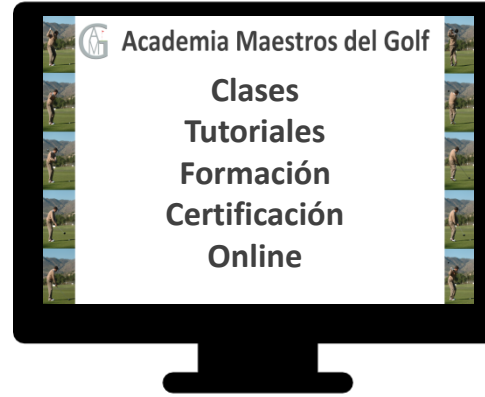 Academia Maestros del Golf
Clases
Tutoriales
Formación
Certificación
Online